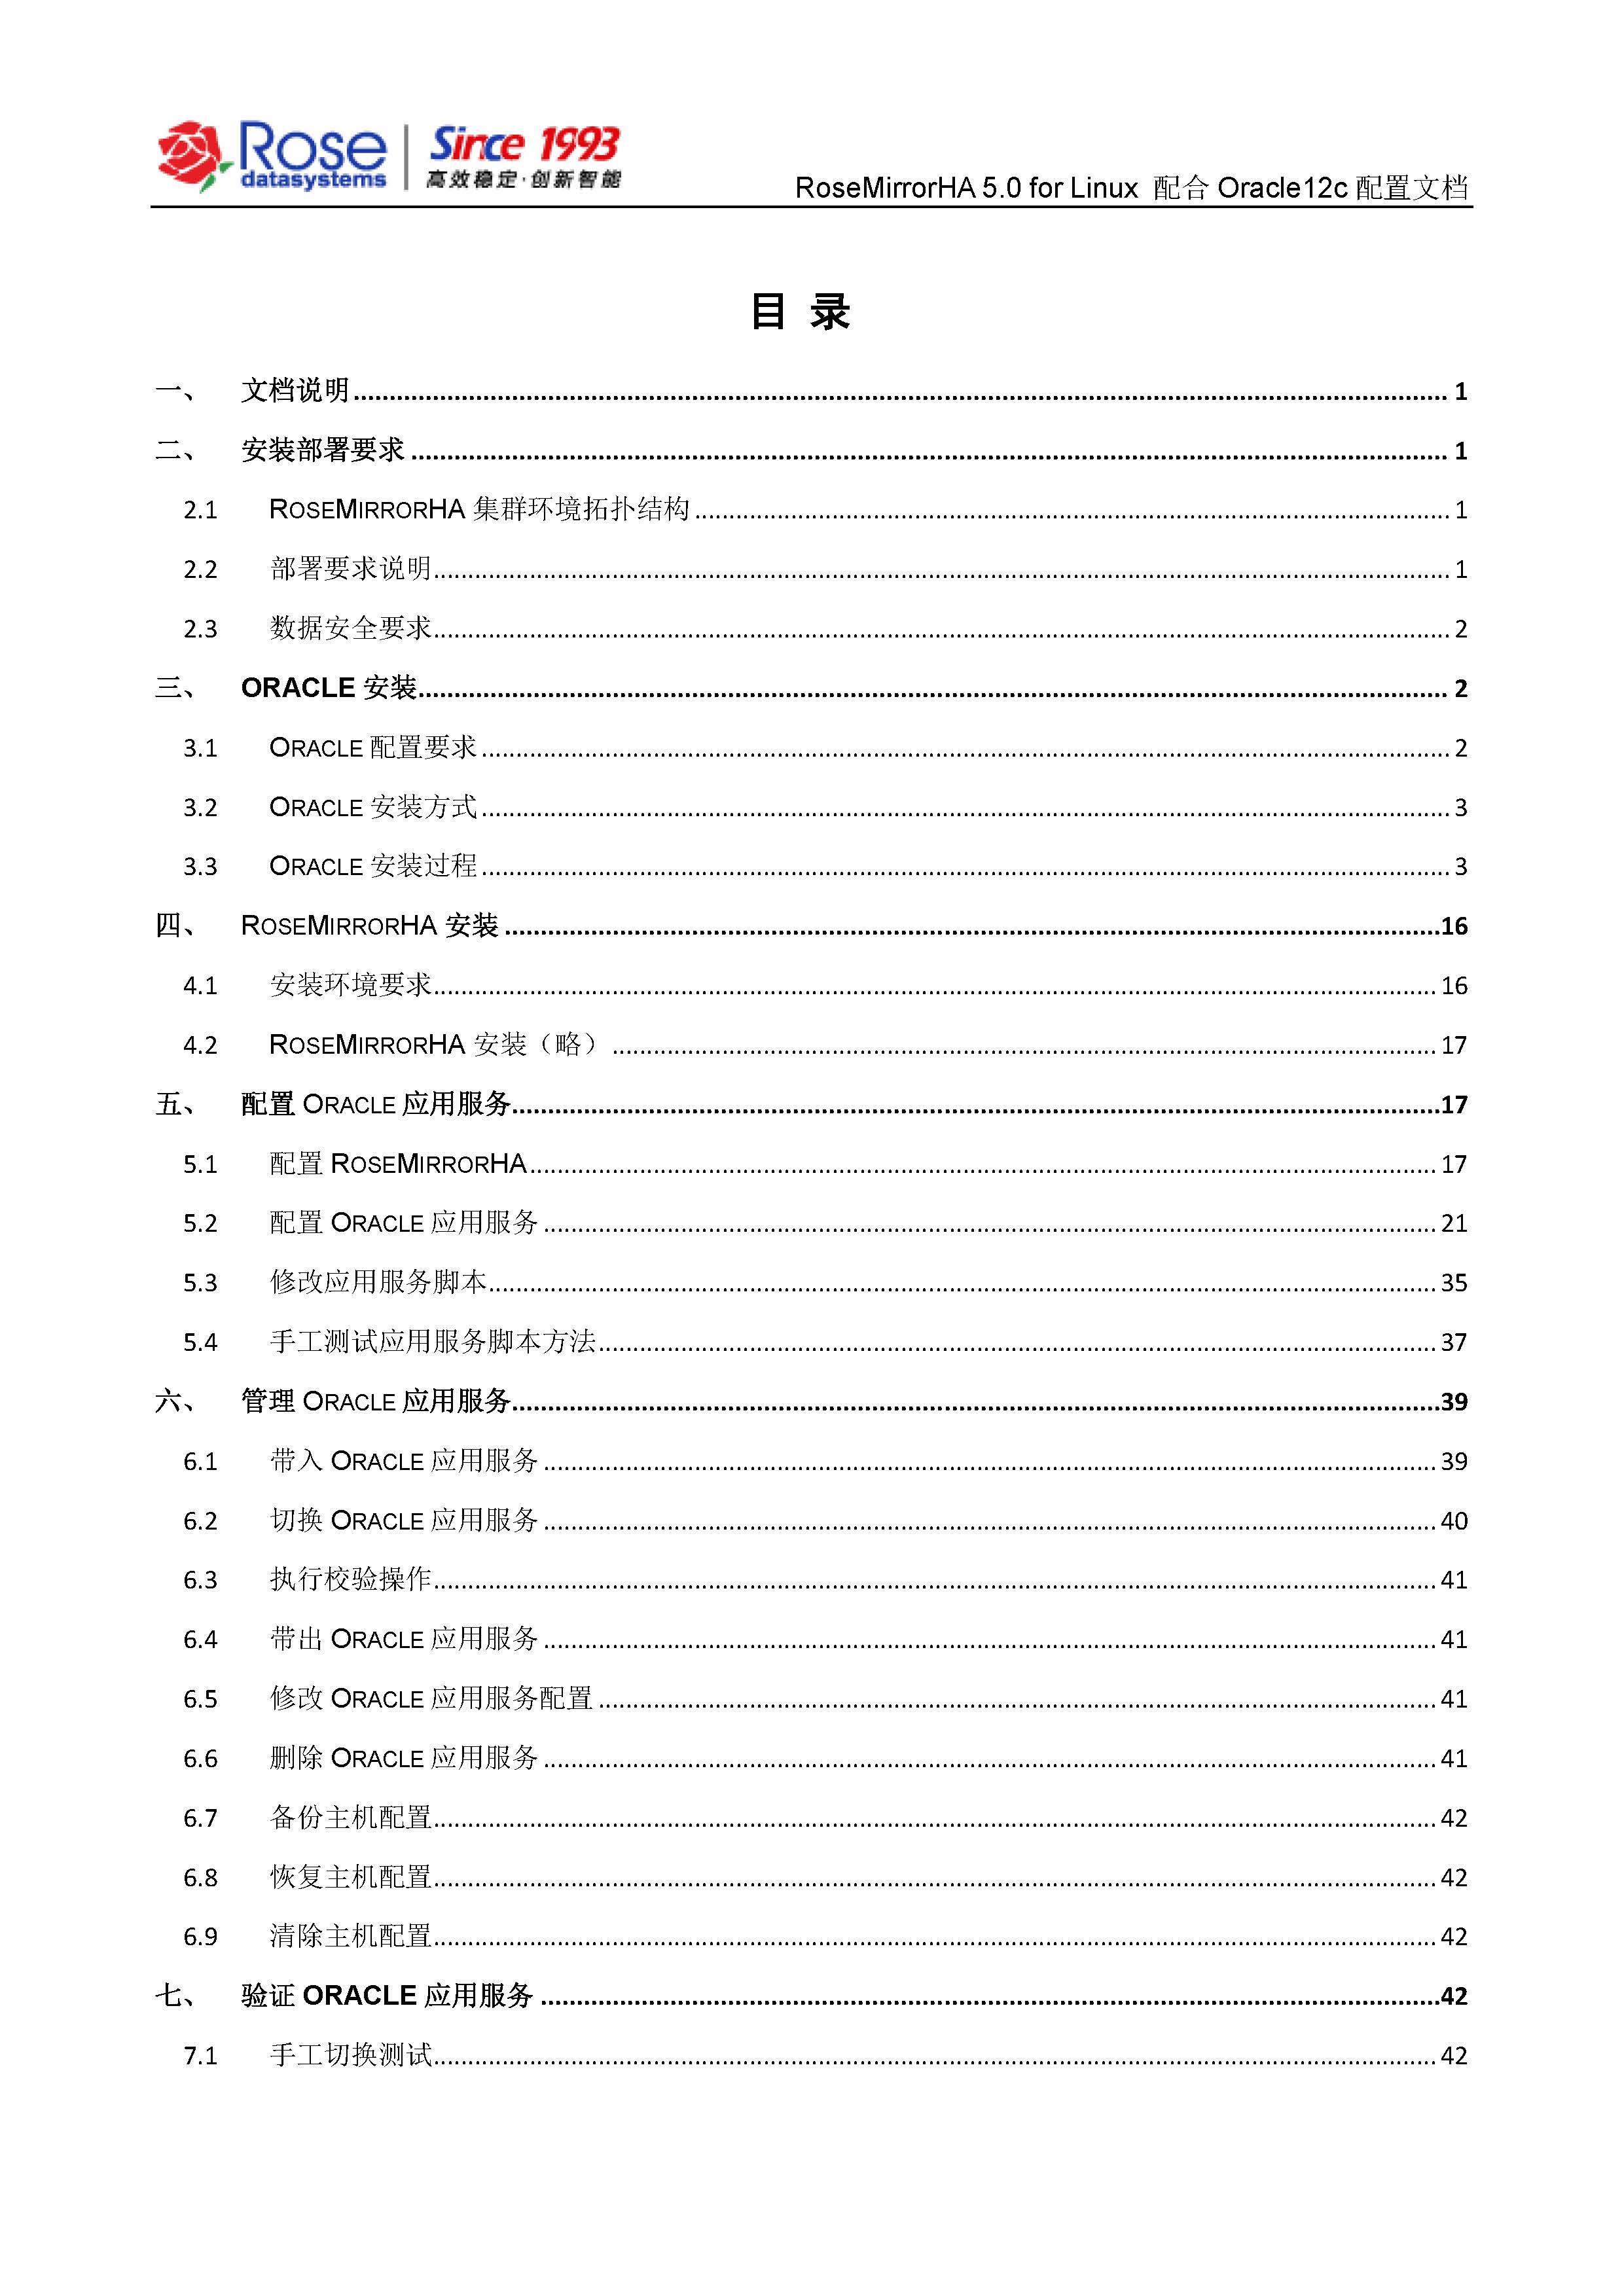 Rose datasystems Since 1993 高效稳定·创新智能
RoseMirrorHA 5.0 for Linux 配合 Oracle12c 配置文档
目 录
一、 文档说明 1
二、 安装部署要求 1
2.1 ROSEMIRRORHA 集群环境拓扑结构 1
2.2 部署要求说明 1
2.3 数据安全要求 2
三、 ORACLE 安装 2
3.1 ORACLE 配置要求 2
3.2 ORACLE 安装方式 3
3.3 ORACLE 安装过程 3
四、 ROSEMIRRORHA 安装 16
4.1 安装环境要求 16
4.2 ROSEMIRRORHA 安装（略） 17
五、 配置 ORACLE 应用服务 17
5.1 配置 ROSEMIRRORHA 17
5.2 配置 ORACLE 应用服务 21
5.3 修改应用服务脚本 35
5.4 手工测试应用服务脚本方法 37
六、 管理 ORACLE 应用服务 39
6.1 带入 ORACLE 应用服务 39
6.2 切换 ORACLE 应用服务 40
6.3 执行校验操作 41
6.4 带出 ORACLE 应用服务 41
6.5 修改 ORACLE 应用服务配置 41
6.6 删除 ORACLE 应用服务 41
6.7 备份主机配置 42
6.8 恢复主机配置 42
6.9 清除主机配置 42
七、 验证 ORACLE 应用服务 42
7.1 手工切换测试 42